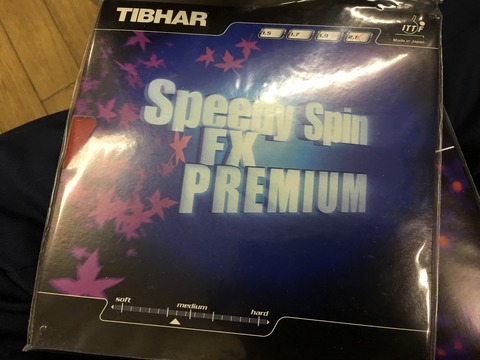 TIBHAR
1.5 1.7 1.9 2.1
ITTF
Made in Japan
Speedy Spin
FX
PREMIUM
soft medium hard